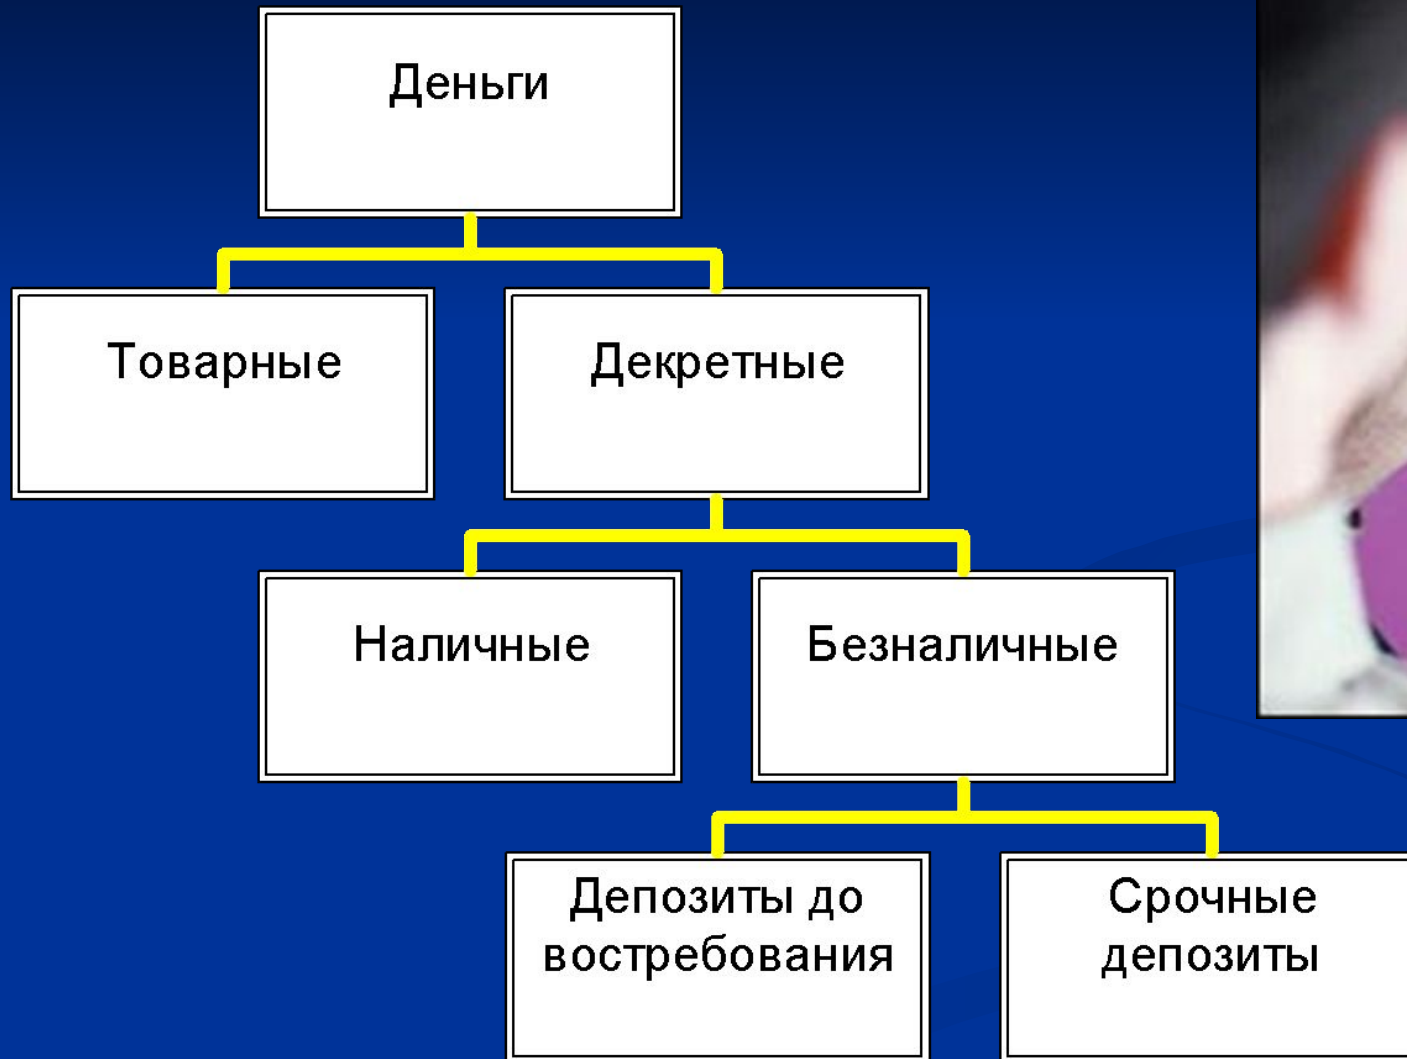 Деньги
Товарные
Декретные
Наличные
Безналичные
Депозиты до
востребования
Срочные
депозиты